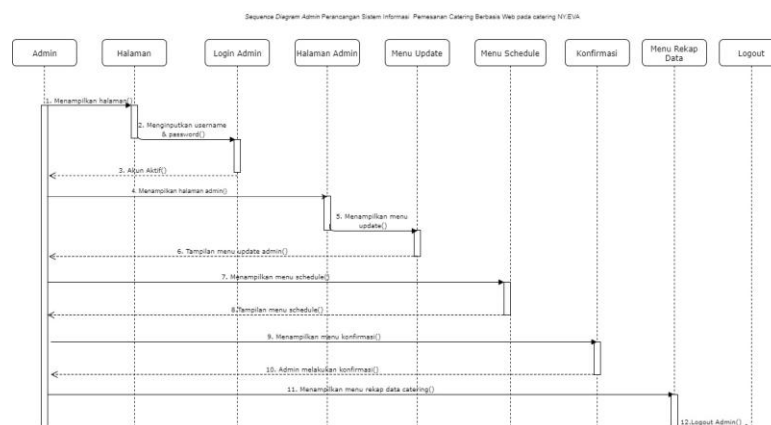 Sequence Diagram Admin Perancangan Sistem Informasi Pemesanan Catering Berbasis Web pada catering NY.EVA
Admin
Halaman
Login Admin
Halaman Admin
Menu Update
Menu Schedule
Konfirmasi
Menu Rekap
Data
Logout
1. Menampilkan halaman()
2. Menginputkan username
& password()
3. Akun Aktif()
4. Menampilkan halaman admin()
5. Menampilkan menu
update()
6. Tampilan menu update admin()
7. Menampilkan menu schedule()
8.Tampilan menu schedule()
9. Menampilkan menu konfirmasi()
10. Admin melakukan konfirmasi()
11. Menampilkan menu rekap data catering()
12.Logout Admin()